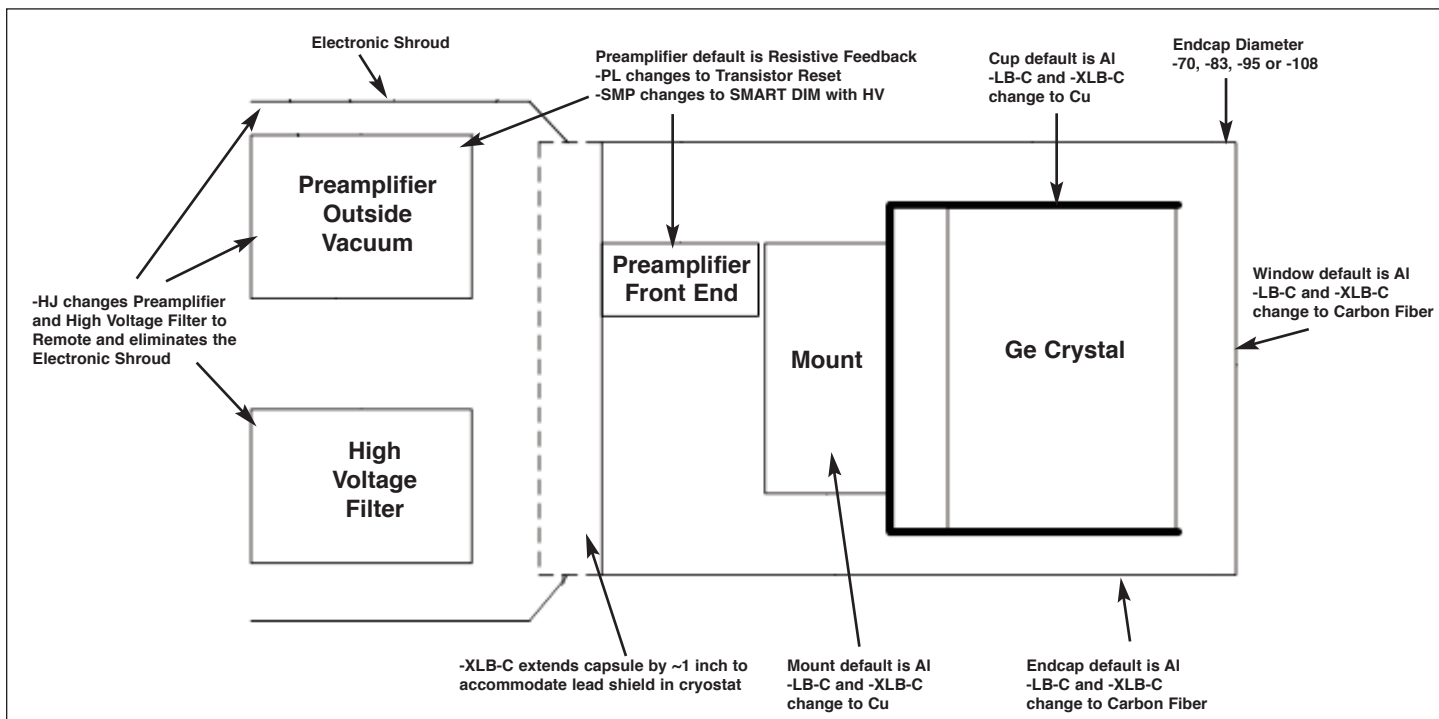 Electronic Shroud
Preamplifier default is Resistive Feedback
-PL changes to Transistor Reset
-SMP changes to SMART DIM with HV
Cup default is Al
-LB-C and -XLB-C
change to Cu
Endcap Diameter
-70, -83, -95 or -108
Preamplifier
Outside
Vacuum
Preamplifier
Front End
-HJ changes Preamplifier
and High Voltage Filter to
Remote and eliminates the
Electronic Shroud
Mount
Ge Crystal
Window default is Al
-LB-C and -XLB-C
change to Carbon Fiber
High
Voltage
Filter
-XLB-C extends capsule by ~1 inch to
accommodate lead shield in cryostat
Mount default is Al
-LB-C and -XLB-C
change to Cu
Endcap default is Al
-LB-C and -XLB-C
change to Carbon Fiber